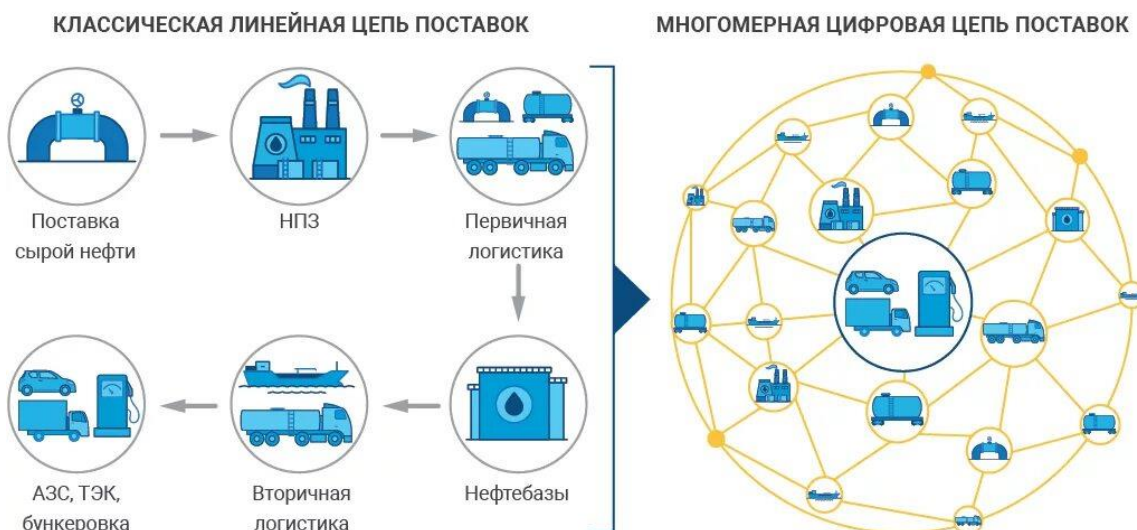 КЛАССИЧЕСКАЯ ЛИНЕЙНАЯ ЦЕПЬ ПОСТАВОК
МНОГОМЕРНАЯ ЦИФРОВАЯ ЦЕПЬ ПОСТАВОК
Поставка
сырой нефти
НПЗ
Первичная
логистика
АЗС, ТЭК,
бункеровка
Вторичная
логистика
Нефтебазы